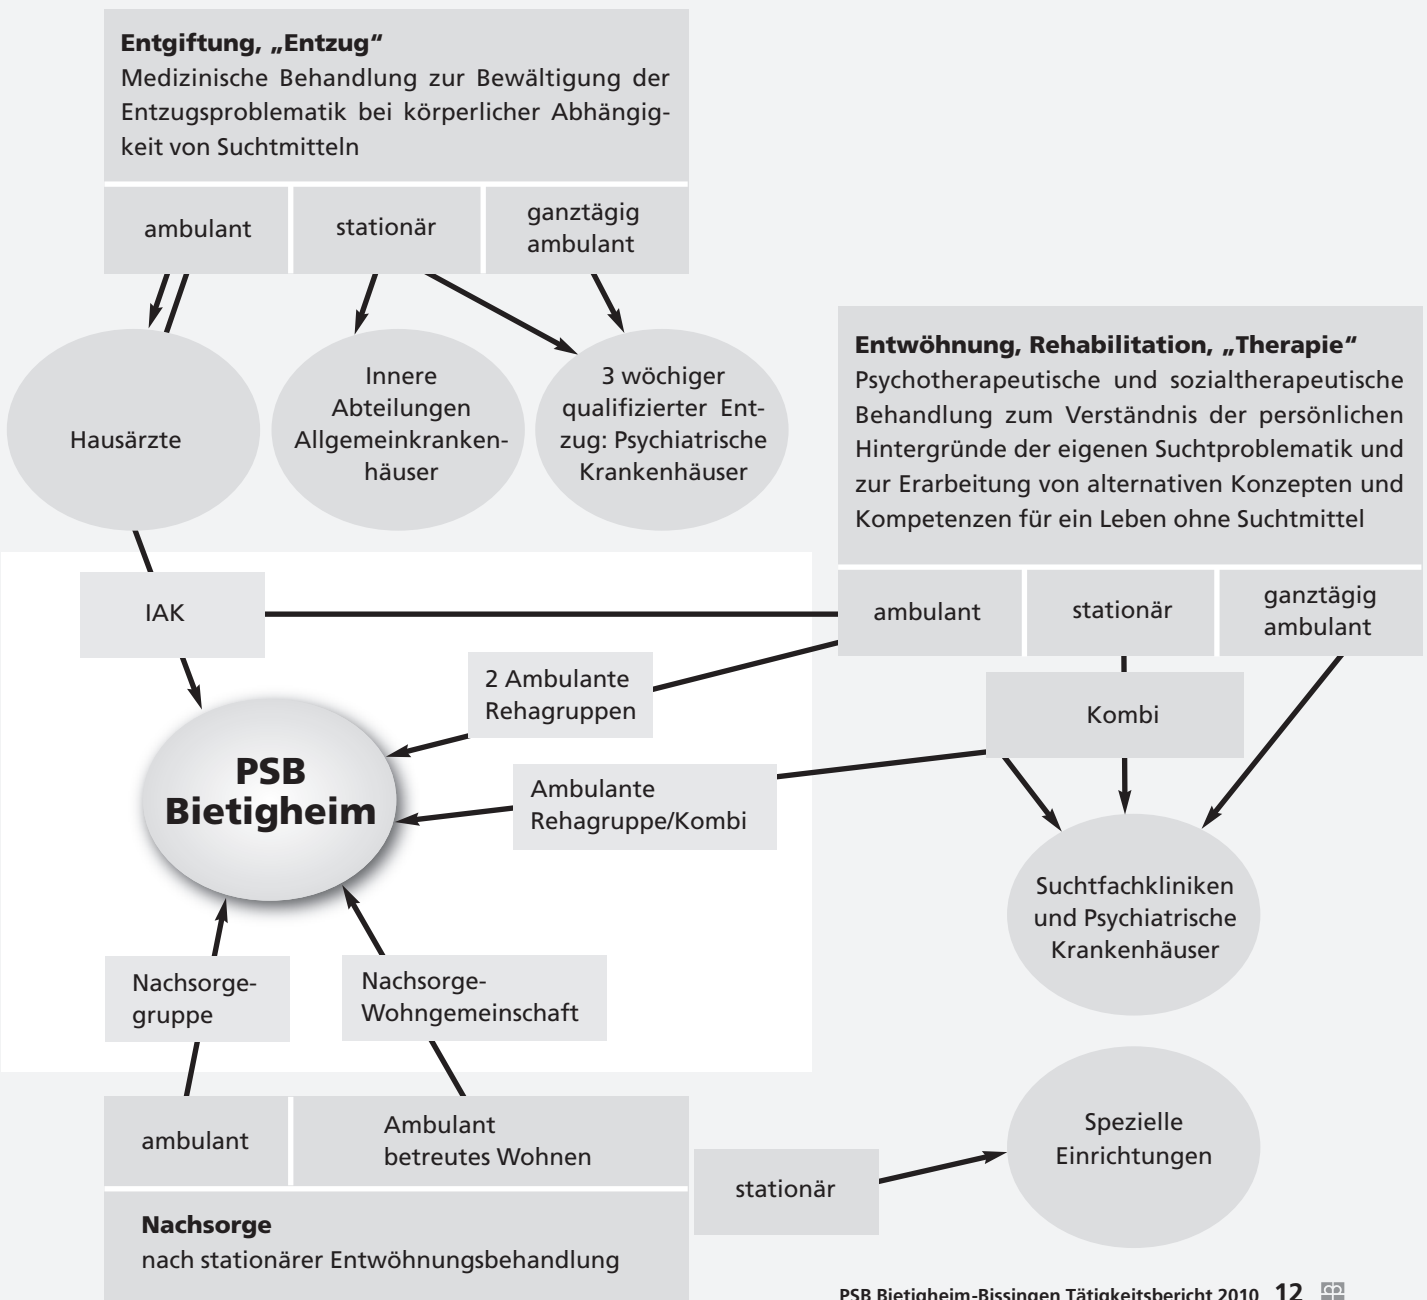 Entgiftung, „Entzug“
Medizinische Behandlung zur Bewältigung der
Entzugsproblematik bei körperlicher Abhängig-
keit von Suchtmitteln
ambulant
stationär
ganztägig
ambulant
Hausärzte
Innere
Abteilungen
Allgemeinkranken-
häuser
3 wöchiger
qualifizierter Ent-
zug: Psychiatrische
Krankenhäuser
Entwöhnung, Rehabilitation, „Therapie“
Psychotherapeutische und sozialtherapeutische
Behandlung zum Verständnis der persönlichen
Hintergründe der eigenen Suchtproblematik und
zur Erarbeitung von alternativen Konzepten und
Kompetenzen für ein Leben ohne Suchtmittel
ambulant
stationär
ganztägig
ambulant
IAK
2 Ambulante
Rehagruppen
Kombi
PSB
Bietigheim
Ambulante
Rehagruppe/Kombi
Suchtfachkliniken
und Psychiatrische
Krankenhäuser
Nachsorge-
gruppe
Nachsorge-
Wohngemeinschaft
ambulant
Ambulant
betreutes Wohnen
stationär
Spezielle
Einrichtungen
Nachsorge
nach stationärer Entwöhnungsbehandlung
PSB Bietigheim-Bissingen Tätigkeitsbericht 2010 12